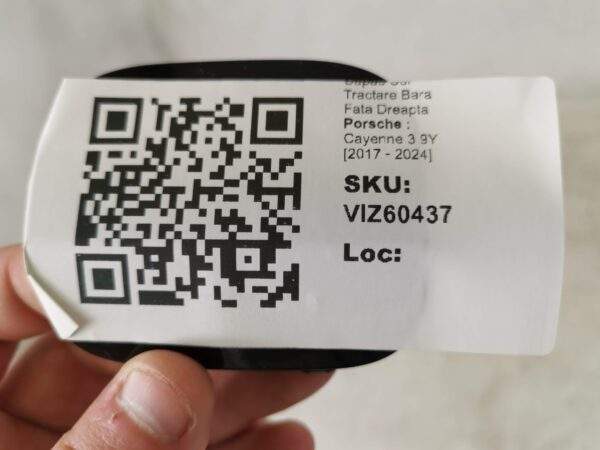 Tractare Bara
Fata Dreapta
Porsche :
Cayenne 3 9Y
[2017 - 2024]
SKU:
VIZ60437
Loc: